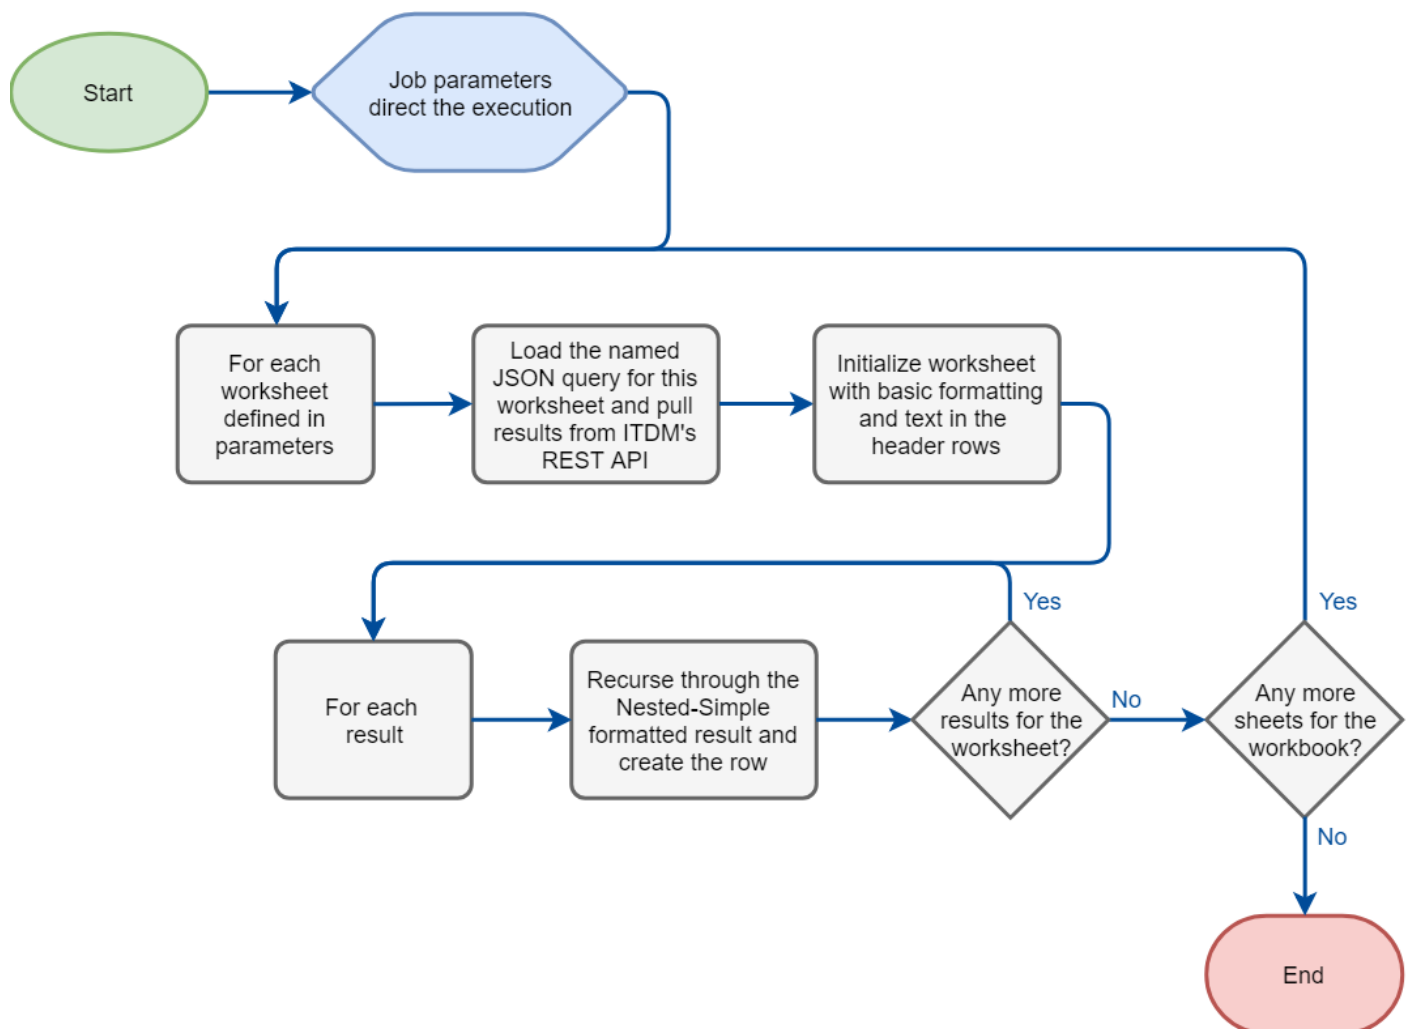 Start
Job parameters
direct the execution
For each
worksheet
defined in
parameters
Load the named
JSON query for this
worksheet and pull
results from ITDM's
REST API
Initialize worksheet
with basic formatting
and text in the
header rows
For each
result
Recurse through the
Nested-Simple
formatted result and
create the row
Yes
Any more
results for the
worksheet?
No
Yes
Any more
sheets for the
workbook?
No
End